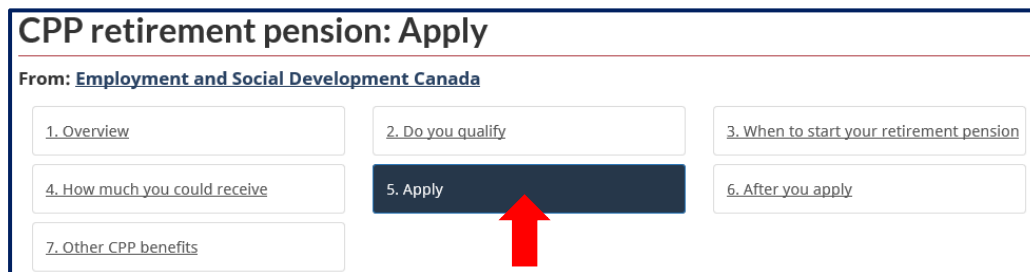 CPP retirement pension: Apply
From: Employment and Social Development Canada
1. Overview
2. Do you qualify
3. When to start your retirement pension
4. How much you could receive
5. Apply
6. After you apply
7. Other CPP benefits